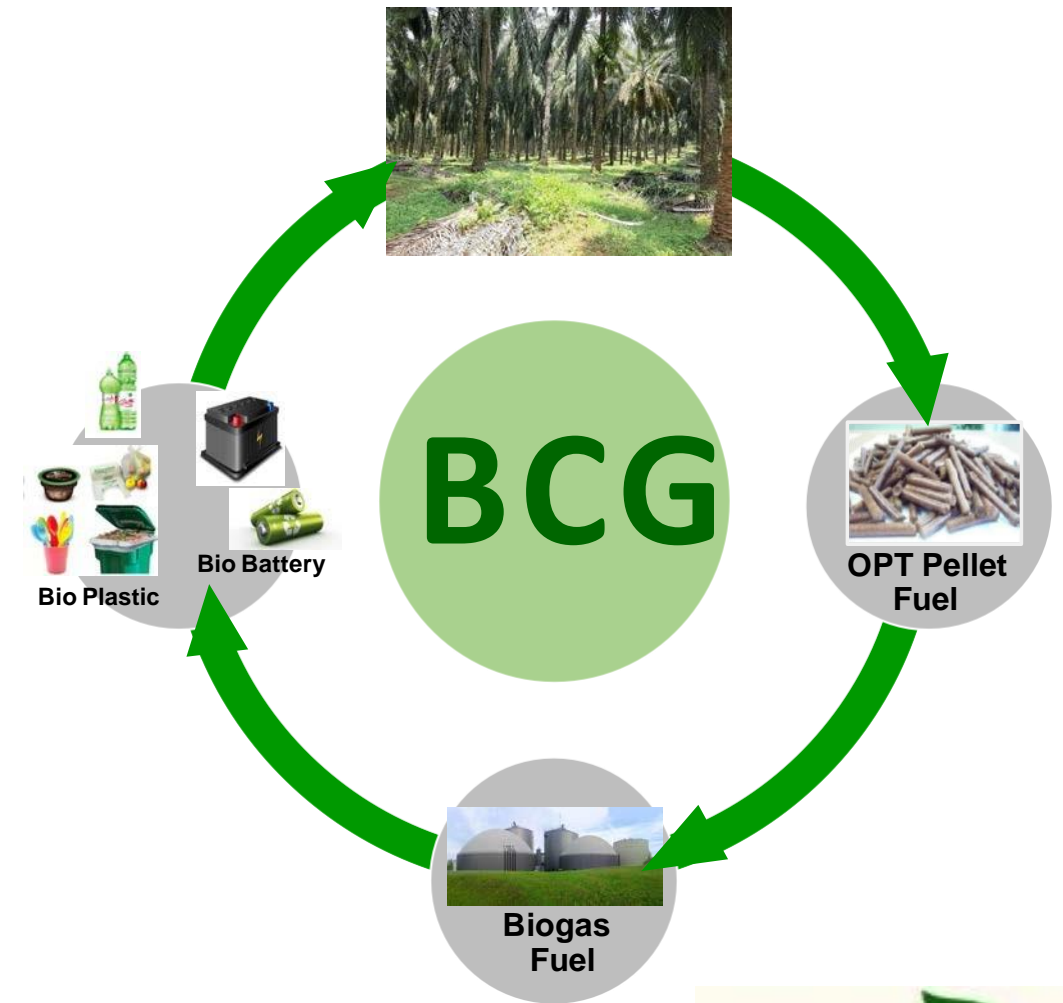 BCG
OPT Pellet
Fuel
Biogas
Fuel
Bio Battery
Bio Plastic